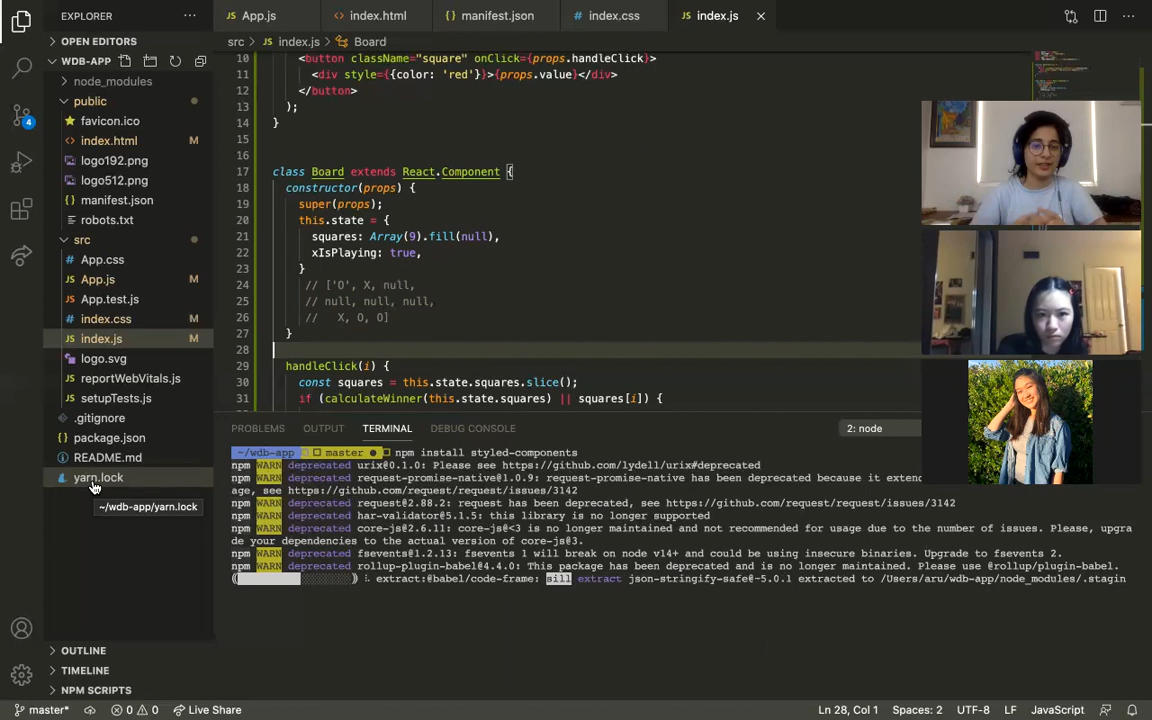 EXPLORER
App.js
index.html
manifest.json
index.css
index.js
OPEN EDITORS
WDB-APP
node_modules
public
favicon.ico
index.html M
logo192.png
logo512.png
manifest.json
robots.txt
src
App.css
App.js M
App.test.js
index.css M
index.js M
logo.svg
reportWebVitals.js
setupTests.js
.gitignore
package.json
README.md
yarn.lock
~/wdb-app/yarn.lock
OUTLINE
TIMELINE
NPM SCRIPTS
4
src > index.js > Board
10 <button className="square" onClick={props.handleClick}>
11 <div style={{color: 'red'}}>{props.value}</div>
12 </button>
13 );
14 }
15
16
17 class Board extends React.Component {
18 constructor(props) {
19 super(props);
20 this.state = {
21 squares: Array(9).fill(null),
22 xIsPlaying: true,
23 }
24 // ['O', X, null,
25 // null, null, null,
26 // X, O, O]
27 }
28
29 handleClick(i) {
30 const squares = this.state.squares.slice();
31 if (calculateWinner(this.state.squares) || squares[i]) {
PROBLEMS OUTPUT TERMINAL DEBUG CONSOLE
2: node
~/wdb-app master ● npm install styled-components
npm WARN deprecated urix@0.1.0: Please see https://github.com/lydell/urix#deprecated
npm WARN deprecated request-promise-native@1.0.9: request-promise-native has been deprecated because it exten
age, see https://github.com/request/request/issues/3142
npm WARN deprecated request@2.88.2: request has been deprecated, see https://github.com/request/request/issues/3142
npm WARN deprecated har-validator@5.1.5: this library is no longer supported
npm WARN deprecated core-js@2.6.11: core-js@<3 is no longer maintained and not recommended for usage due to the number of issues. Please, upgra
de your dependencies to the actual version of core-js@3.
npm WARN deprecated fsevents@1.2.13: fsevents 1 will break on node v14+ and could be using insecure binaries. Upgrade to fsevents 2.
npm WARN deprecated rollup-plugin-babel@4.4.0: This package has been deprecated and is no longer maintained. Please use @rollup/plugin-babel.
extract:@babel/code-frame: sill extract json-stringify-safe@~5.0.1 extracted to /Users/aru/wdb-app/node_modules/.stagin
master* 0 0 Live Share
Ln 28, Col 1 Spaces: 2 UTF-8 LF JavaScript